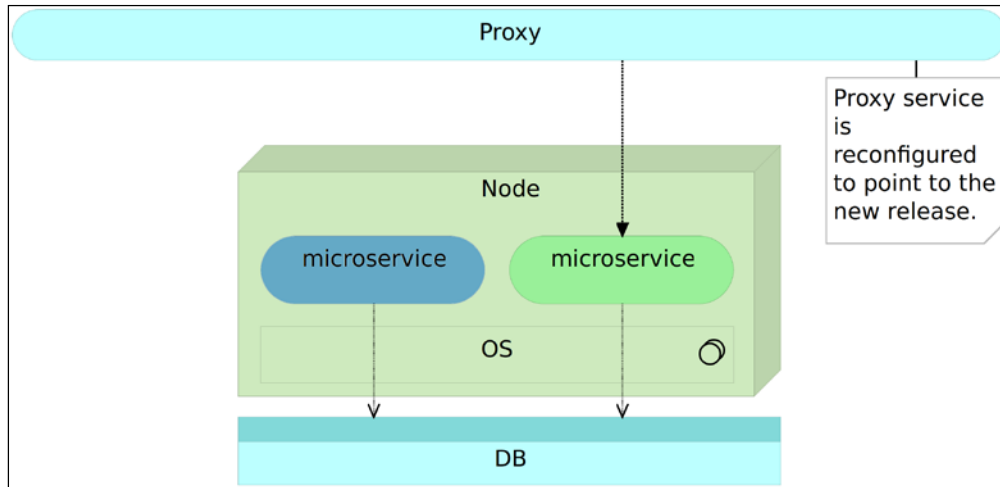 Proxy
Proxy service
is
reconfigured
to point to the
new release.
Node
microservice
microservice
OS
DB